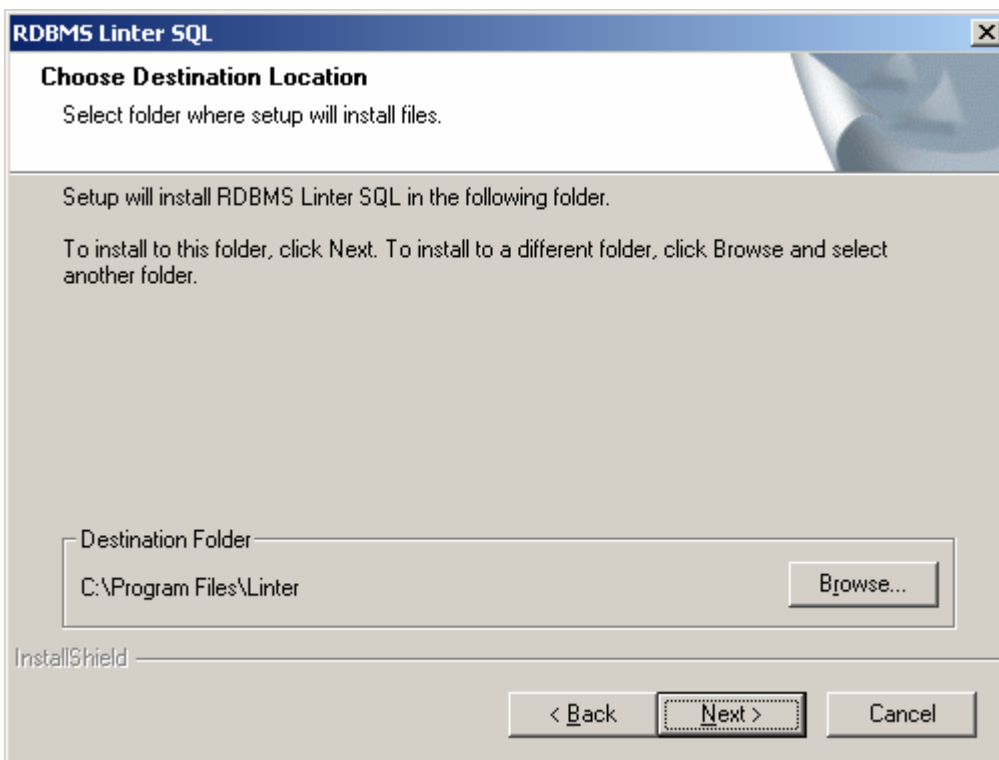 RDBMS Linter SQL
Choose Destination Location
Select folder where setup will install files.
Setup will install RDBMS Linter SQL in the following folder.
To install to this folder, click Next. To install to a different folder, click Browse and select
another folder.
Destination Folder
C:\Program Files\Linter
Browse...
InstallShield
< Back
Next >
Cancel